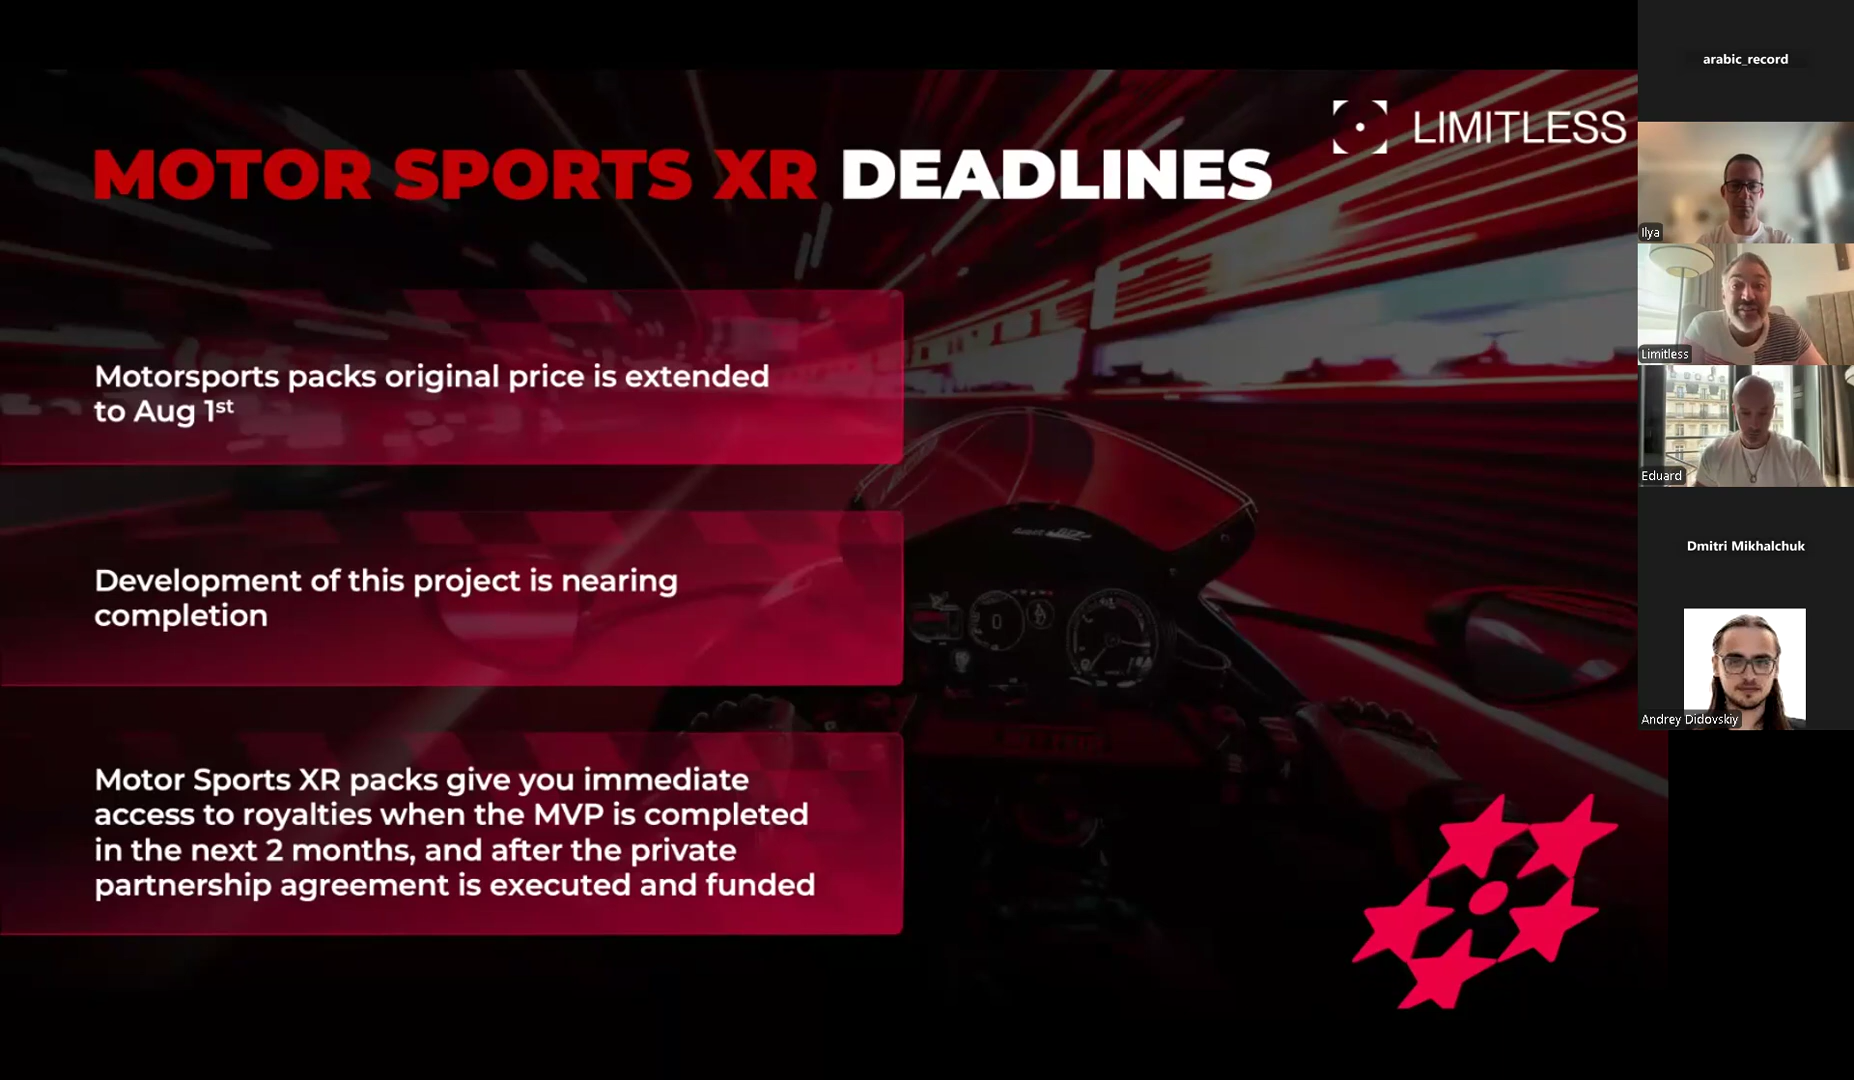 MOTOR SPORTS XR DEADLINES
LIMITLESS
Motorsports packs original price is extended
to Aug 1st
Development of this project is nearing
completion
Motor Sports XR packs give you immediate
access to royalties when the MVP is completed
in the next 2 months, and after the private
partnership agreement is executed and funded
arabic_record
Ilya
Limitless
Eduard
Dmitri Mikhalchuk
Andrey Didovskiy